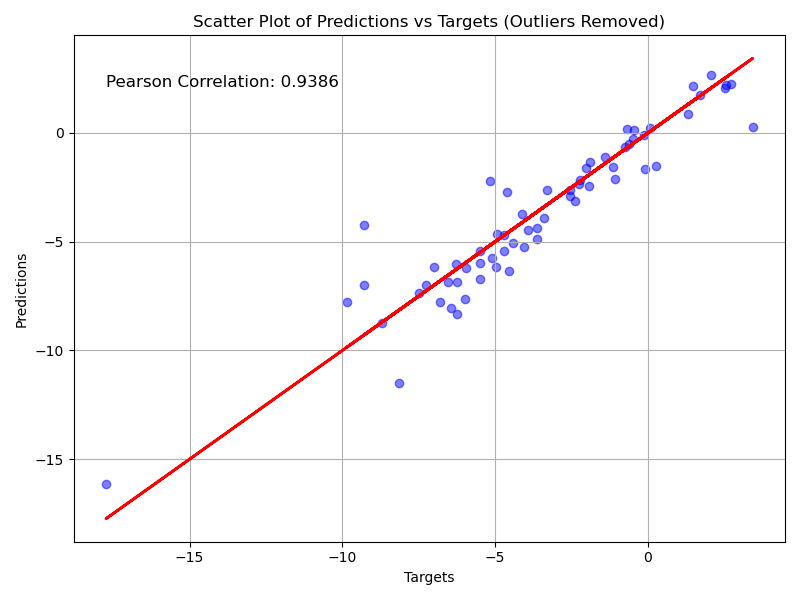 Scatter Plot of Predictions vs Targets (Outliers Removed)
Pearson Correlation: 0.9386
0
−5
−10
−15
Predictions
−15
−10
−5
0
Targets